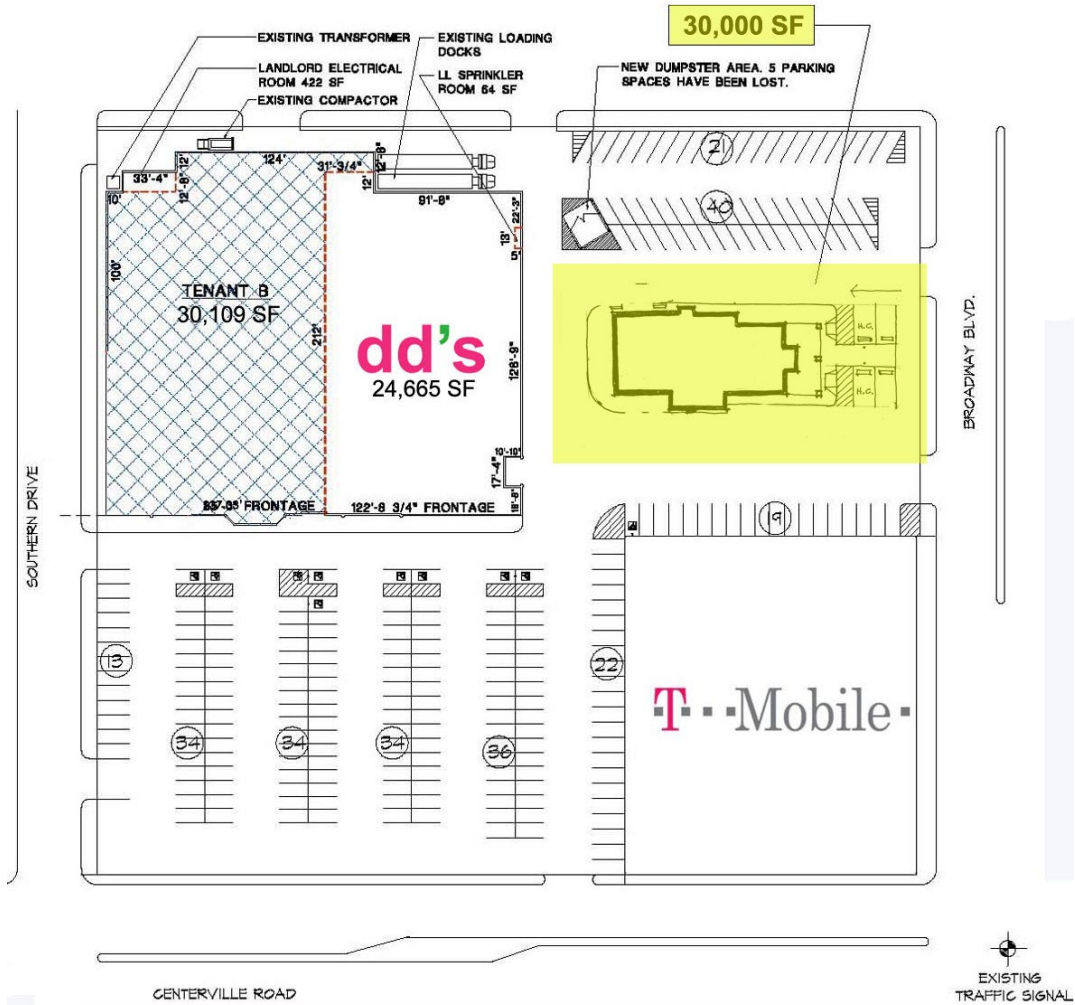 30,000 SF
EXISTING TRANSFORMER
EXISTING LOADING
DOCKS
LANDLORD ELECTRICAL
ROOM 422 SF
LL SPRINKLER
ROOM 64 SF
EXISTING COMPACTOR
NEW DUMPSTER AREA. 5 PARKING
SPACES HAVE BEEN LOST.
21
12'
124'
12'-8"
33'-4"
31'-3/4"
12'
10'
12'-8"
91'-8"
40
22'-3"
13'
5'
100'
TENANT B
30,109 SF
212'
dd's
24,665 SF
128'-9"
H.C.
H.C.
BROADWAY BLVD.
SOUTHERN DRIVE
10'-10"
17'-4"
18'-8"
FRONTAGE
122'-8 3/4" FRONTAGE
19
13
22
34
34
34
36
T··Mobile·
CENTERVILLE ROAD
EXISTING
TRAFFIC SIGNAL